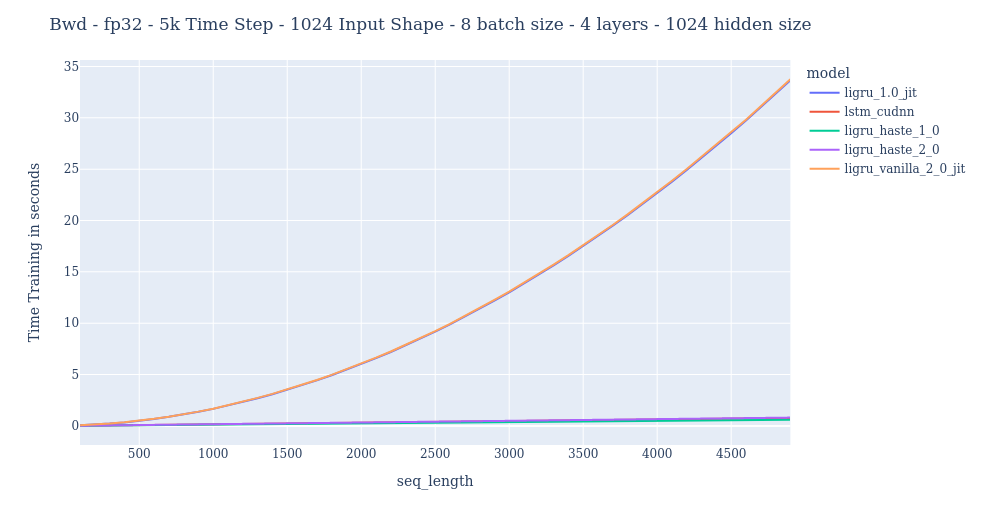 Bwd - fp32 - 5k Time Step - 1024 Input Shape - 8 batch size - 4 layers - 1024 hidden size
model
ligru_1.0_jit
lstm_cudnn
ligru_haste_1_0
ligru_haste_2_0
ligru_vanilla_2_0_jit
Time Training in seconds
35
30
25
20
15
10
5
0
500 1000 1500 2000 2500 3000 3500 4000 4500
seq_length